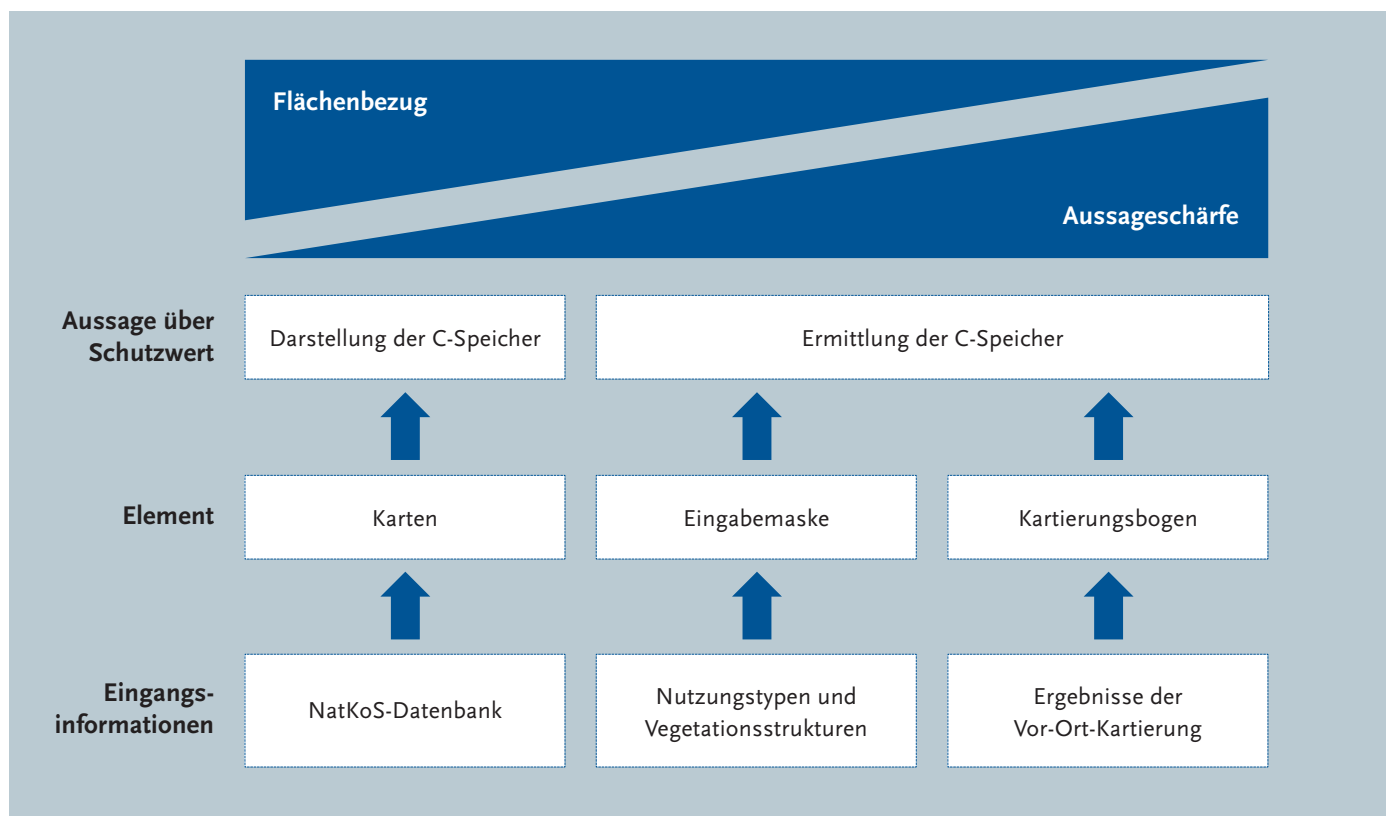 Flächenbezug
Aussageschärfe
Aussage über
Schutzwert
Darstellung der C-Speicher
Ermittlung der C-Speicher
Element
Karten
Eingabemaske
Kartierungsbogen
Eingangs-
informationen
NatKoS-Datenbank
Nutzungstypen und
Vegetationsstrukturen
Ergebnisse der
Vor-Ort-Kartierung